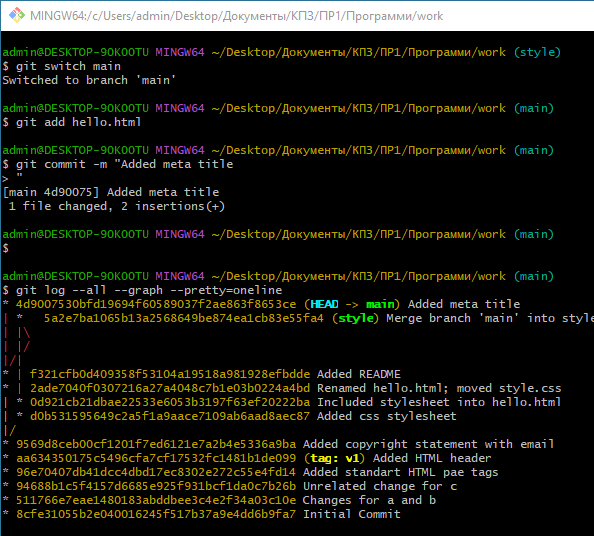 MINGW64:/c/Users/admin/Desktop/Документы/КПЗ/ПР1/Программи/work
admin@DESKTOP-9OKOOTU MINGW64 ~/Desktop/Документы/КПЗ/ПР1/Программи/work (style)
$ git switch main
Switched to branch 'main'
admin@DESKTOP-9OKOOTU MINGW64 ~/Desktop/Документы/КПЗ/ПР1/Программи/work (main)
$ git add hello.html
admin@DESKTOP-9OKOOTU MINGW64 ~/Desktop/Документы/КПЗ/ПР1/Программи/work (main)
$ git commit -m "Added meta title
> "
[main 4d90075] Added meta title
 1 file changed, 2 insertions(+)
admin@DESKTOP-9OKOOTU MINGW64 ~/Desktop/Документы/КПЗ/ПР1/Программи/work (main)
$
admin@DESKTOP-9OKOOTU MINGW64 ~/Desktop/Документы/КПЗ/ПР1/Программи/work (main)
$ git log --all --graph --pretty=oneline
* 4d9007530bfd19694f60589037f2ae863f8653ce (HEAD -> main) Added meta title
| *   5a2e7ba1065b13a2568649be874ea1cb83e55fa4 (style) Merge branch 'main' into style
| |\
| |/
|/|
* | f321cfb0d409358f53104a19518a981928efbdde Added README
* | 2ade7040f0307216a27a4048c7b1e03b0224a4bd Renamed hello.html; moved style.css
| * 0d921cb21dbae22533e6053b3197f63ef20222ba Included stylesheet into hello.html
| * d0b531595649c2a5f1a9aace7109ab6aad8aec87 Added css stylesheet
|/
* 9569d8ceb00cf1201f7ed6121e7a2b4e5336a9ba Added copyright statement with email
* aa634350175c5496cfa7cf17532fc1481b1de099 (tag: v1) Added HTML header
* 96e70407db41dcc4dbd17ec8302e272c55e4fd14 Added standart HTML pae tags
* 94688b1c5f4157d6685e925f931bcf1da0c7b26b Unrelated change for c
* 511766e7eae1480183abddbee3c4e2f34a03c10e Changes for a and b
* 8cfe31055b2e040016245f517b37a9e4dd6b9fa7 Initial Commit